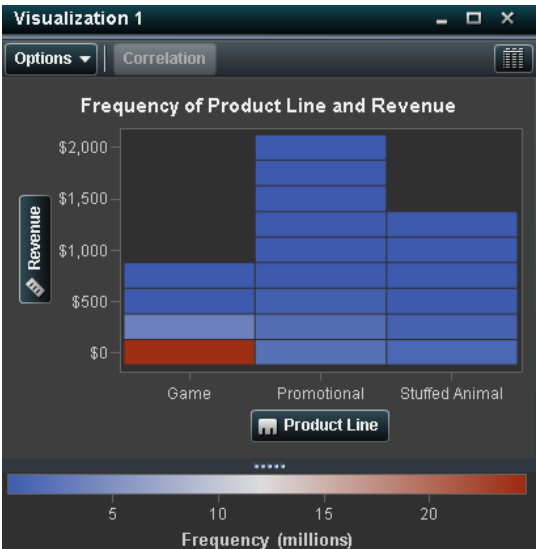 Visualization 1
Options
Correlation
Frequency of Product Line and Revenue
$2,000
$1,500
$1,000
$500
$0
Revenue
Game Promotional Stuffed Animal
Product Line
5 10 15 20
Frequency (millions)